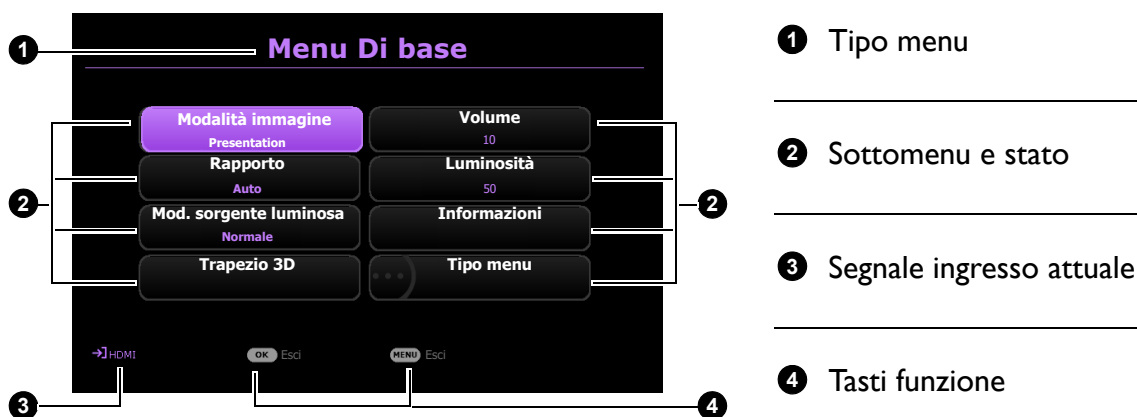 1
Menu Di base
Modalità immagine
Presentation
Volume
10
Rapporto
Auto
Luminosità
50
2
Mod. sorgente luminosa
Normale
Informazioni
2
Trapezio 3D
Tipo menu
HDMI
OK Esci
MENU Esci
3
4
1 Tipo menu
2 Sottomenu e stato
3 Segnale ingresso attuale
4 Tasti funzione